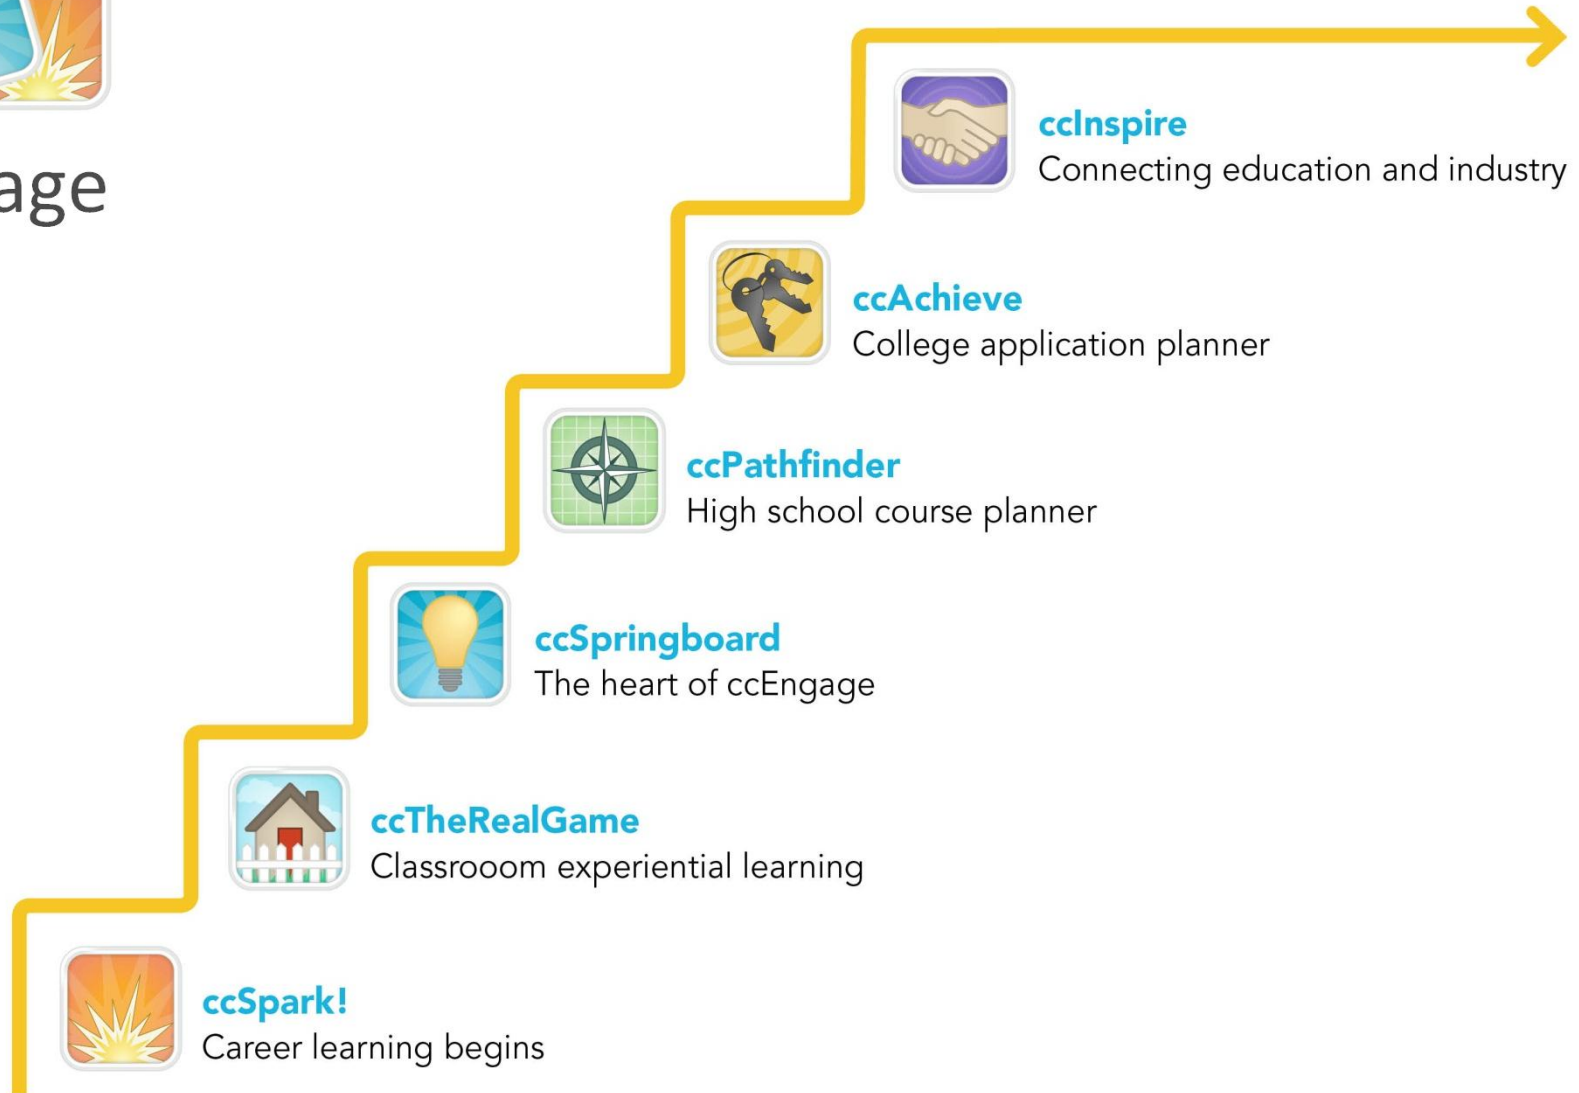 age
ccInspire
Connecting education and industry
ccAchieve
College application planner
ccPathfinder
High school course planner
ccSpringboard
The heart of ccEngage
ccTheRealGame
Classrooom experiential learning
ccSpark!
Career learning begins